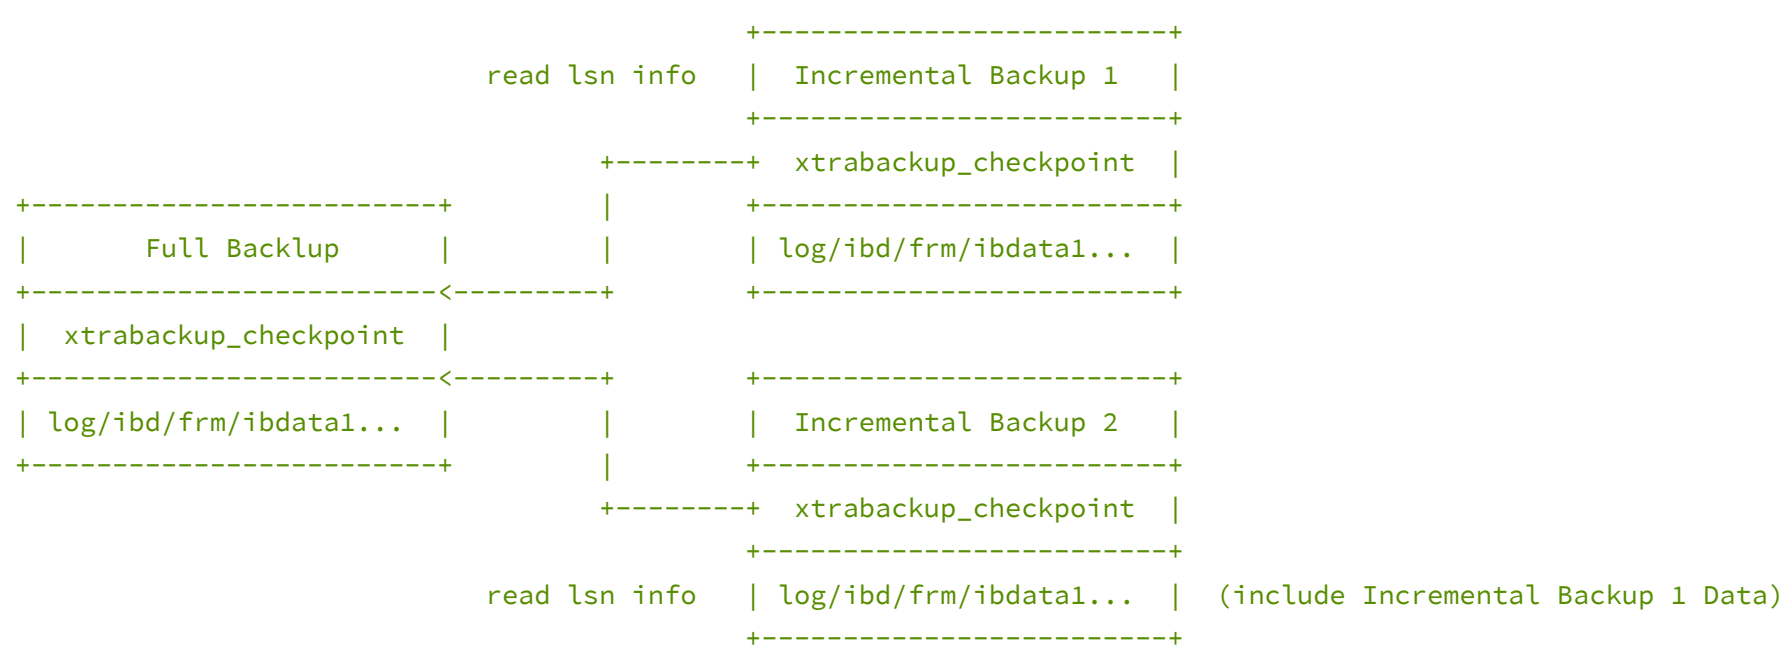 +-------------------------+
read lsn info   |  Incremental Backup 1   |
+-------------------------+
+--------+  xtrabackup_checkpoint  |
+-------------------------+         |        +-------------------------+
|       Full Backlup      |         |        | log/ibd/frm/ibdata1...  |
+-------------------------<---------+        +-------------------------+
|  xtrabackup_checkpoint  |
+-------------------------<---------+        +-------------------------+
| log/ibd/frm/ibdata1...  |         |        |  Incremental Backup 2   |
+-------------------------+         |        +-------------------------+
+--------+  xtrabackup_checkpoint  |
+-------------------------+
read lsn info   | log/ibd/frm/ibdata1...  |  (include Incremental Backup 1 Data)
+-------------------------+